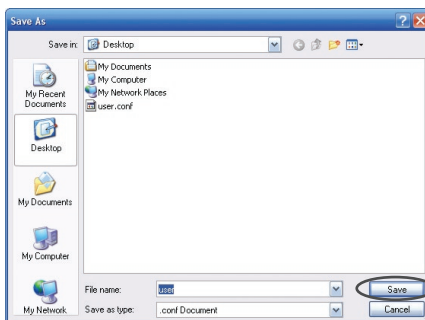 Save As
Save in: Desktop
My Recent
Documents
Desktop
My Documents
My Computer
My Network
My Documents
My Computer
My Network Places
user.conf
File name: user Save
Save as type: .conf Document Cancel